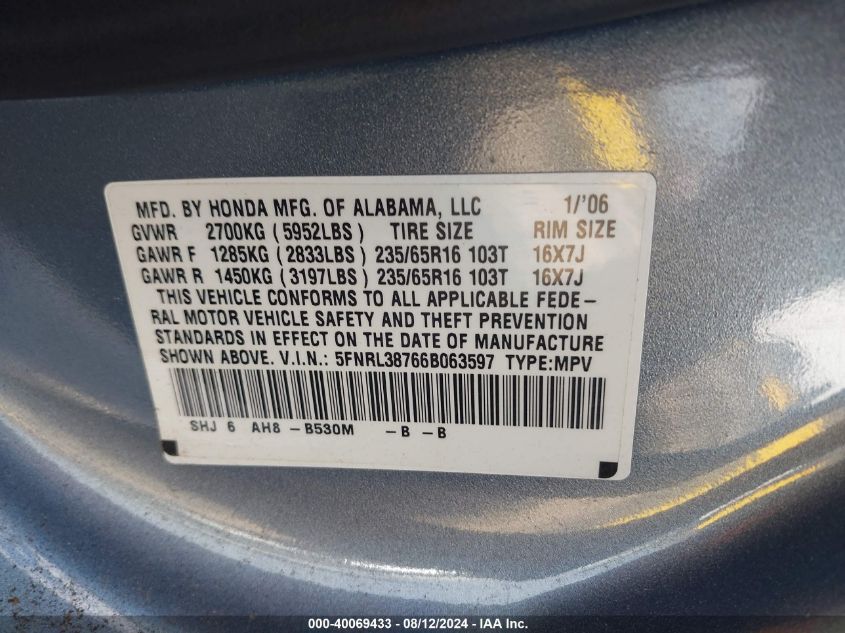 MFD. BY HONDA MFG. OF ALABAMA, LLC 1/'06
GVWR 2700KG (5952LBS) TIRE SIZE RIM SIZE
GAWR F 1285KG (2833LBS) 235/65R16 103T 16X7J
GAWR R 1450KG (3197LBS) 235/65R16 103T 16X7J
THIS VEHICLE CONFORMS TO ALL APPLICABLE FEDE-
RAL MOTOR VEHICLE SAFETY AND THEFT PREVENTION
STANDARDS IN EFFECT ON THE DATE OF MANUFACTURE
SHOWN ABOVE. V.I.N.: 5FNRL38766B063597 TYPE:MPV
SHJ 6 AH8 -B530M -B -B
000-40069433 - 08/12/2024 - IAA Inc.